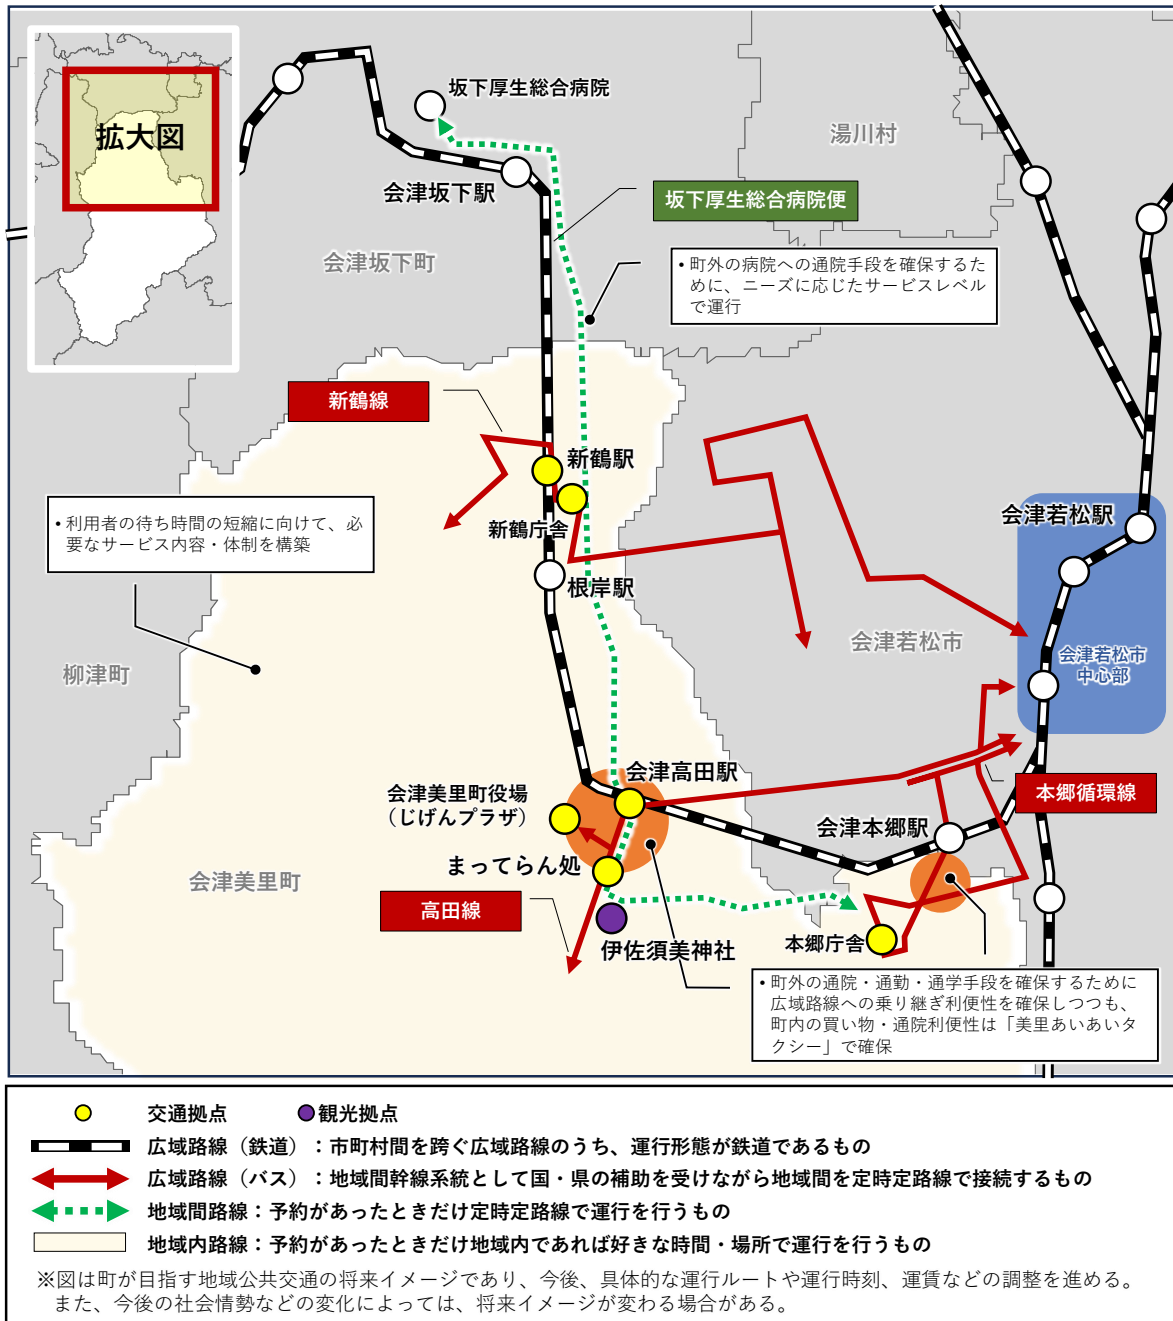 拡大図
坂下厚生総合病院
湯川村
会津坂下駅
坂下厚生総合病院便
会津坂下町
• 町外の病院への通院手段を確保するた
めに、ニーズに応じたサービスレベル
で運行
新鶴線
新鶴駅
新鶴庁舎
会津若松駅
• 利用者の待ち時間の短縮に向けて、必
要なサービス内容・体制を構築
根岸駅
会津若松市
会津若松市
中心部
柳津町
会津高田駅
会津美里町役場
（じげんプラザ）
本郷循環線
会津本郷駅
まってらん処
会津美里町
高田線
伊佐須美神社
本郷庁舎
• 町外の通院・通勤・通学手段を確保するために
広域路線への乗り継ぎ利便性を確保しつつも、
町内の買い物・通院利便性は「美里あいあいタ
クシー」で確保
交通拠点 観光拠点
広域路線（鉄道）：市町村間を跨ぐ広域路線のうち、運行形態が鉄道であるもの
広域路線（バス）：地域間幹線系統として国・県の補助を受けながら地域間を定時定路線で接続するもの
地域間路線：予約があったときだけ定時定路線で運行を行うもの
地域内路線：予約があったときだけ地域内であれば好きな時間・場所で運行を行うもの
※図は町が目指す地域公共交通の将来イメージであり、今後、具体的な運行ルートや運行時刻、運賃などの調整を進める。
また、今後の社会情勢などの変化によっては、将来イメージが変わる場合がある。